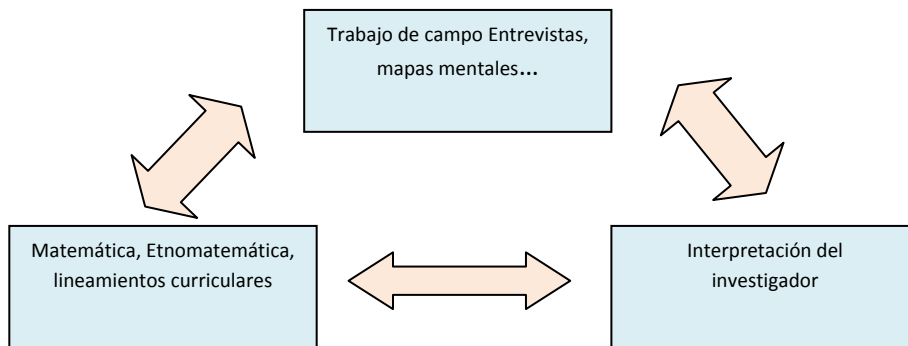 Trabajo de campo Entrevistas,
mapas mentales...
Matemática, Etnomatemática,
lineamientos curriculares
Interpretación del
investigador